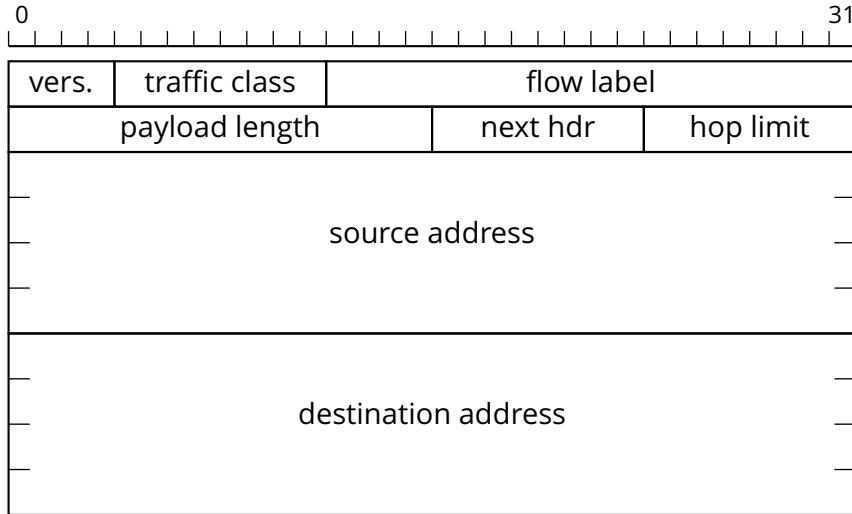 0 31
vers. traffic class flow label
payload length next hdr hop limit
source address
destination address